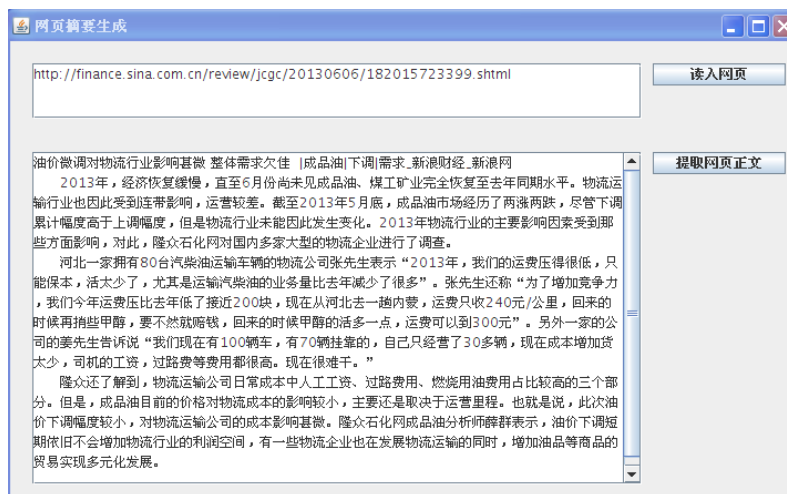 网页摘要生成
http://finance.sina.com.cn/review/jcgc/20130606/182015723399.shtml
读入网页
油价微调对物流行业影响甚微 整体需求欠佳 |成品油|下调|需求_新浪财经_新浪网
提取网页正文
2013年，经济恢复缓慢，直至6月份尚未见成品油、煤工矿业完全恢复至去年同期水平。物流运
输行业也因此受到连带影响，运营较差。截至2013年5月底，成品油市场经历了两涨两跌，尽管下调
累计幅度高于上调幅度，但是物流行业未能因此发生变化。2013年物流行业的主要影响因素受到那
些方面影响，对此，隆众石化网对国内多家大型的物流企业进行了调查。
河北一家拥有80台汽柴油运输车辆的物流公司张先生表示“2013年，我们的运费压得很低，只
能保本，活太少了，尤其是运输汽柴油的业务量比去年减少了很多”。张先生还称“为了增加竞争力
，我们今年运费压比去年低了接近200块，现在从河北去一趟内蒙，运费只收240元/公里，回来的
时候再捎些甲醇，要不然就赔钱，回来的时候甲醇的活多一点，运费可以到300元”。另外一家的公
司的姜先生告诉说“我们现在有100辆车，有70辆挂靠的，自己只经营了30多辆，现在成本增加货
太少，司机的工资，过路费等费用都很高。现在很难干。”
隆众还了解到，物流运输公司日常成本中人工工资、过路费用、燃烧用油费用占比较高的三个部
分。但是，成品油目前的价格对物流成本的影响较小，主要还是取决于运营里程。也就是说，此次油
价下调幅度较小，对物流运输公司的成本影响甚微。隆众石化网成品油分析师薛群表示，油价下调短
期依旧不会增加物流行业的利润空间，有一些物流企业也在发展物流运输的同时，增加油品等商品的
贸易实现多元化发展。